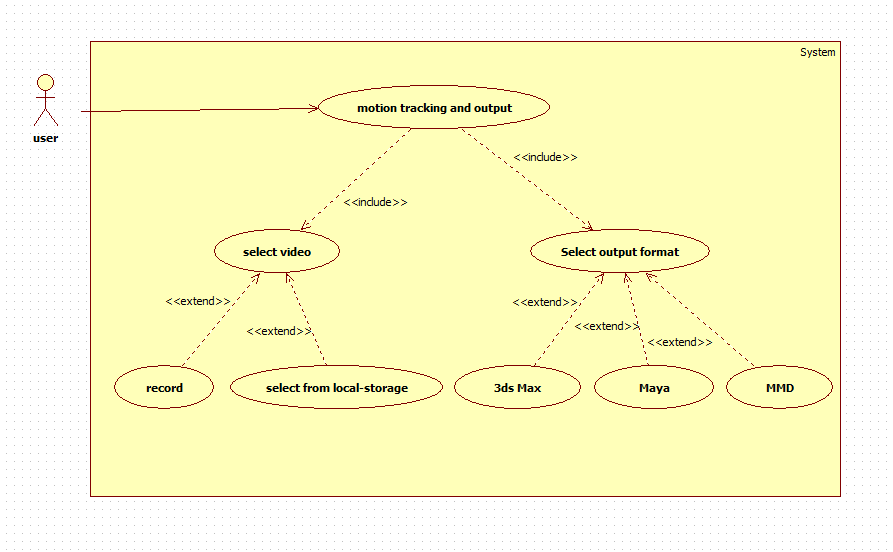 System
motion tracking and output
user
<<include>>
<<include>>
select video
Select output format
<<extend>>
<<extend>>
<<extend>>
<<extend>>
<<extend>>
record
select from local-storage
3ds Max
Maya
MMD